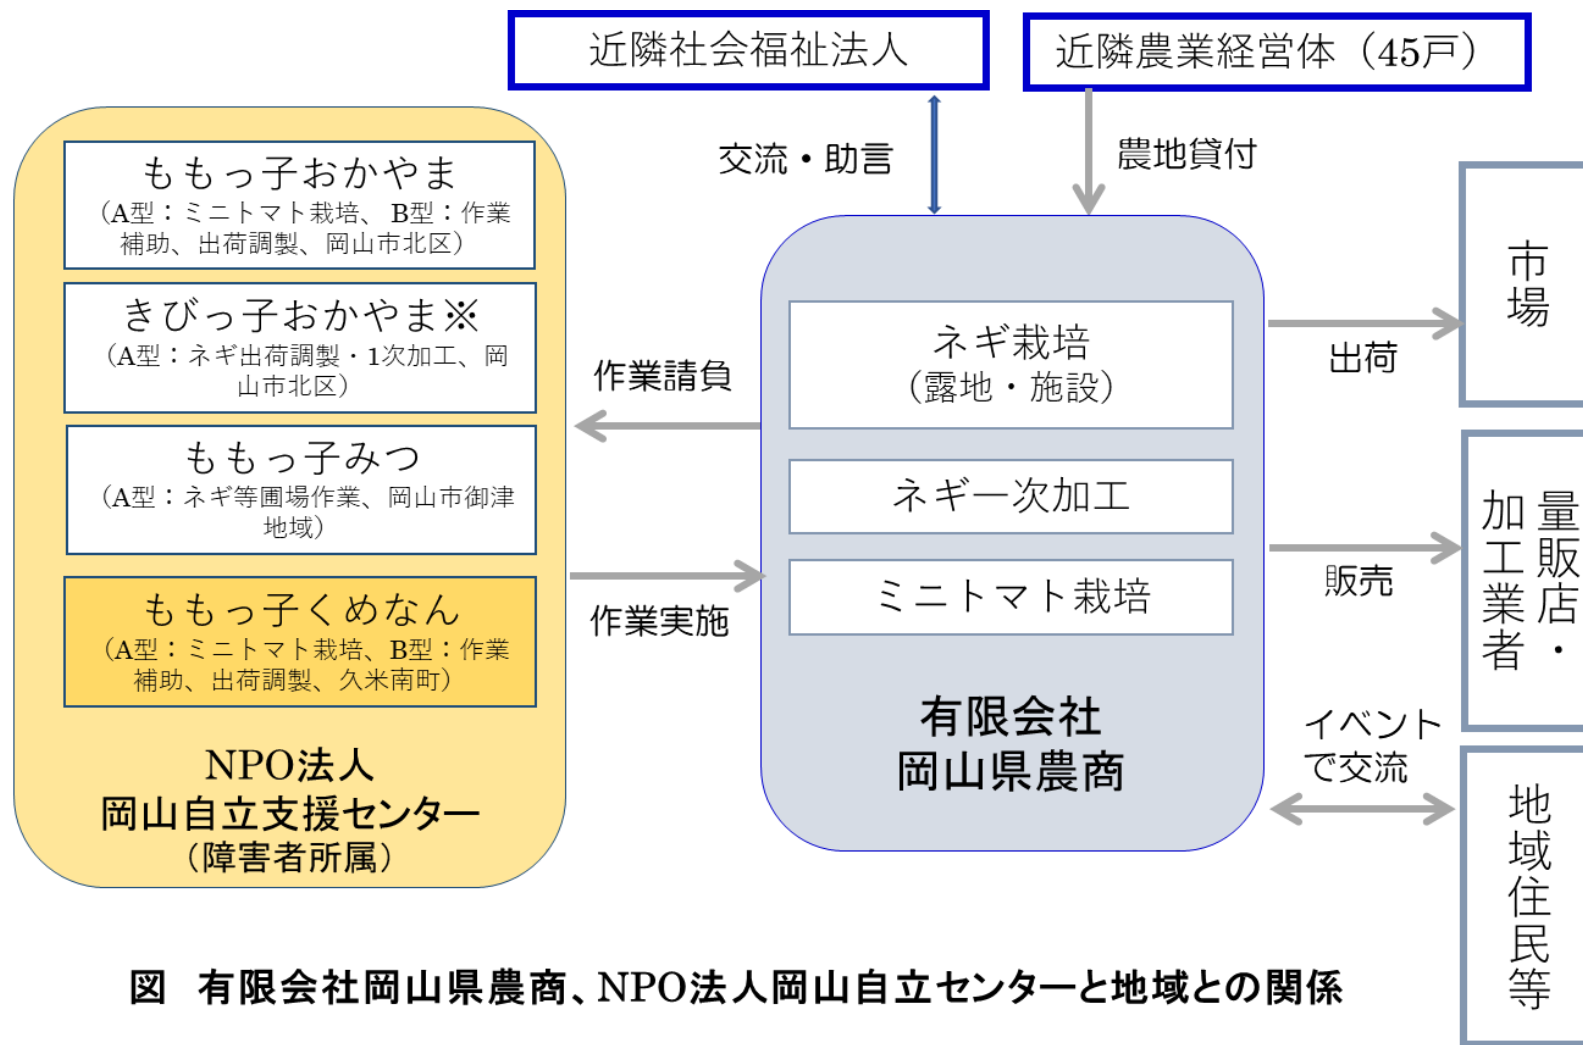 近隣社会福祉法人
近隣農業経営体（45戸）
交流・助言
農地貸付
ももっ子おかやま
（A型：ミニトマト栽培、B型：作業
補助、出荷調製、岡山市北区）
きびっ子おかやま※
（A型：ネギ出荷調製・1次加工、岡
山市北区）
ももっ子みつ
（A型：ネギ等圃場作業、岡山市御津
地域）
ももっ子くめなん
（A型：ミニトマト栽培、B型：作業
補助、出荷調製、久米南町）
NPO法人
岡山自立支援センター
（障害者所属）
作業請負
作業実施
ネギ栽培
（露地・施設）
ネギ一次加工
ミニトマト栽培
有限会社
岡山県農商
出荷
販売
イベント
で交流
市場
量販店・
加工業者
地域住民等
図　有限会社岡山県農商、NPO法人岡山自立センターと地域との関係